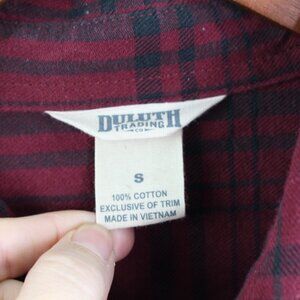 DULUTH
TRADING
CO
S
100% COTTON
EXCLUSIVE OF TRIM
MADE IN VIETNAM